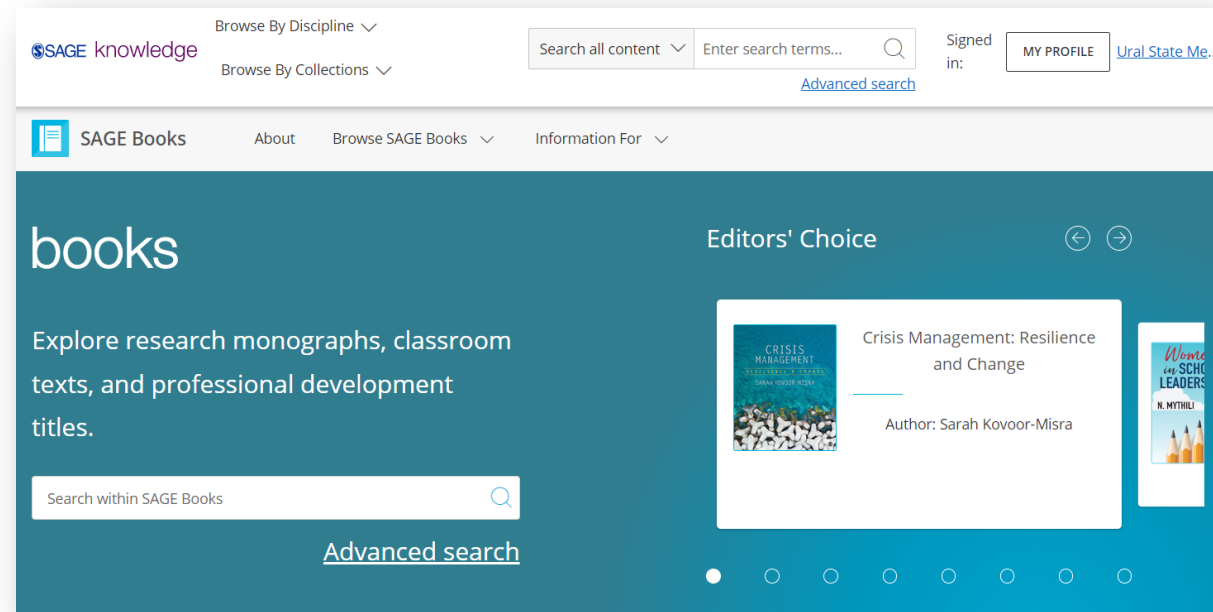 Browse By Discipline
SAGE knowledge
Browse By Collections
Search all content
Enter search terms...
Advanced search
Signed in:
MY PROFILE
Ural State Me..
SAGE Books
About
Browse SAGE Books
Information For
books
Explore research monographs, classroom
texts, and professional development
titles.
Search within SAGE Books
Advanced search
Editors' Choice
CRISIS
MANAGEMENT
RESILIENCE & CHANGE
SARAH KOVOOR-MISRA
Crisis Management: Resilience
and Change
Author: Sarah Kovoor-Misra
Wome
in SCHO
LEADERS
N. MYTHILI